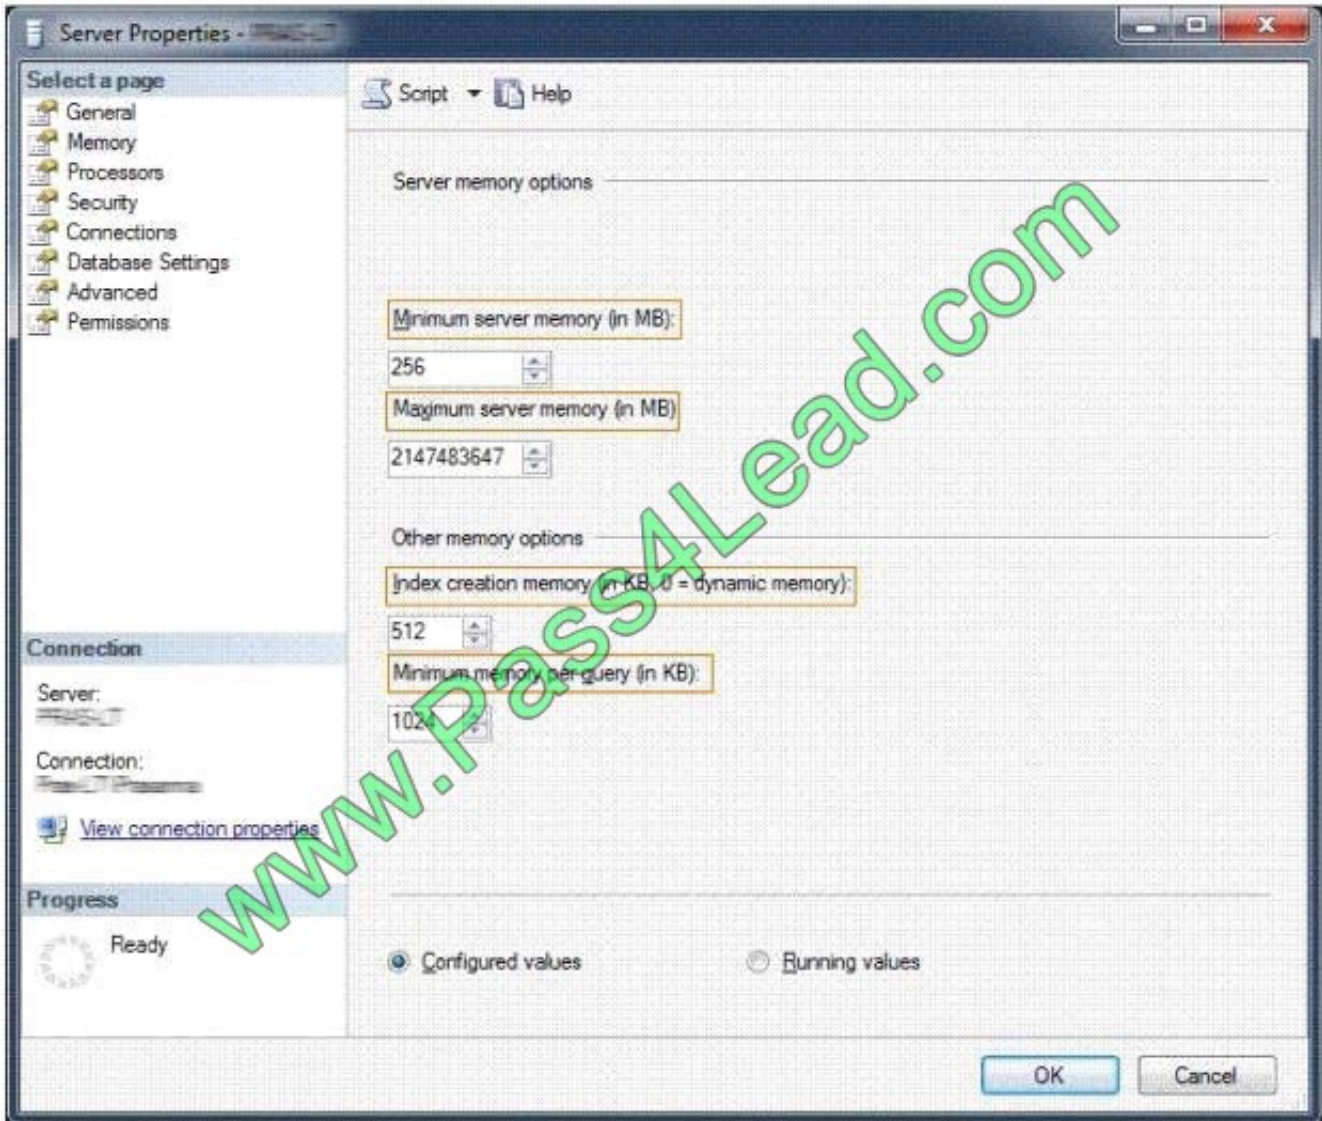 Server Properties -
Select a page
General
Memory
Processors
Security
Connections
Database Settings
Advanced
Permissions
Script
Help
Server memory options
Minimum server memory (in MB):
256
Maximum server memory (in MB)
2147483647
Other memory options
Index creation memory (in KB, 0 = dynamic memory):
512
Minimum memory per query (in KB):
1024
Connection
Server:
Connection:
View connection properties
Progress
Ready
Configured values
Running values
OK
Cancel
www.Pass4Lead.com